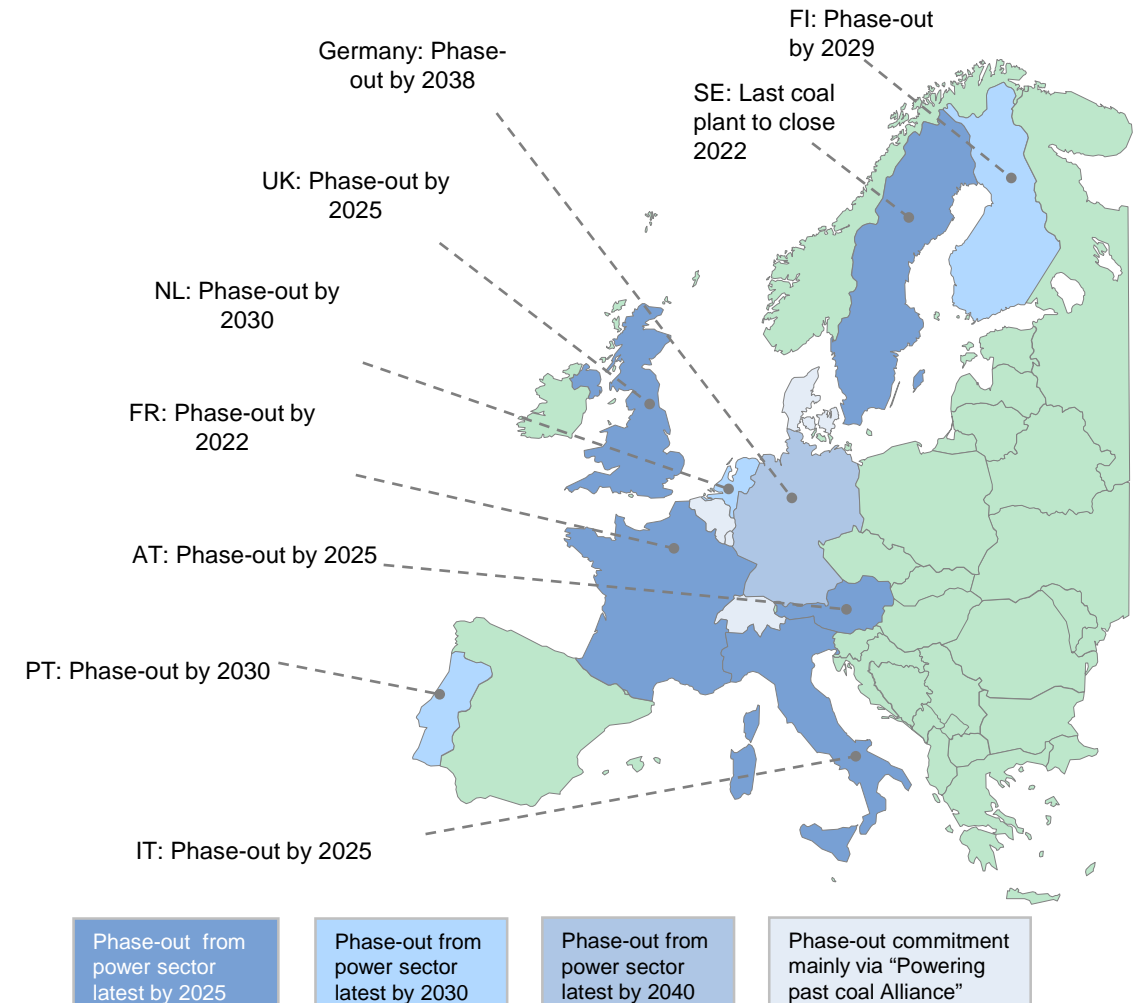 FI: Phase-out
by 2029
Germany: Phase-
out by 2038
SE: Last coal
plant to close
2022
UK: Phase-out by
2025
NL: Phase-out by
2030
FR: Phase-out by
2022
AT: Phase-out by 2025
PT: Phase-out by 2030
IT: Phase-out by 2025
Phase-out from
power sector
latest by 2025
Phase-out from
power sector
latest by 2030
Phase-out from
power sector
latest by 2040
Phase-out commitment
mainly via “Powering
past coal Alliance”